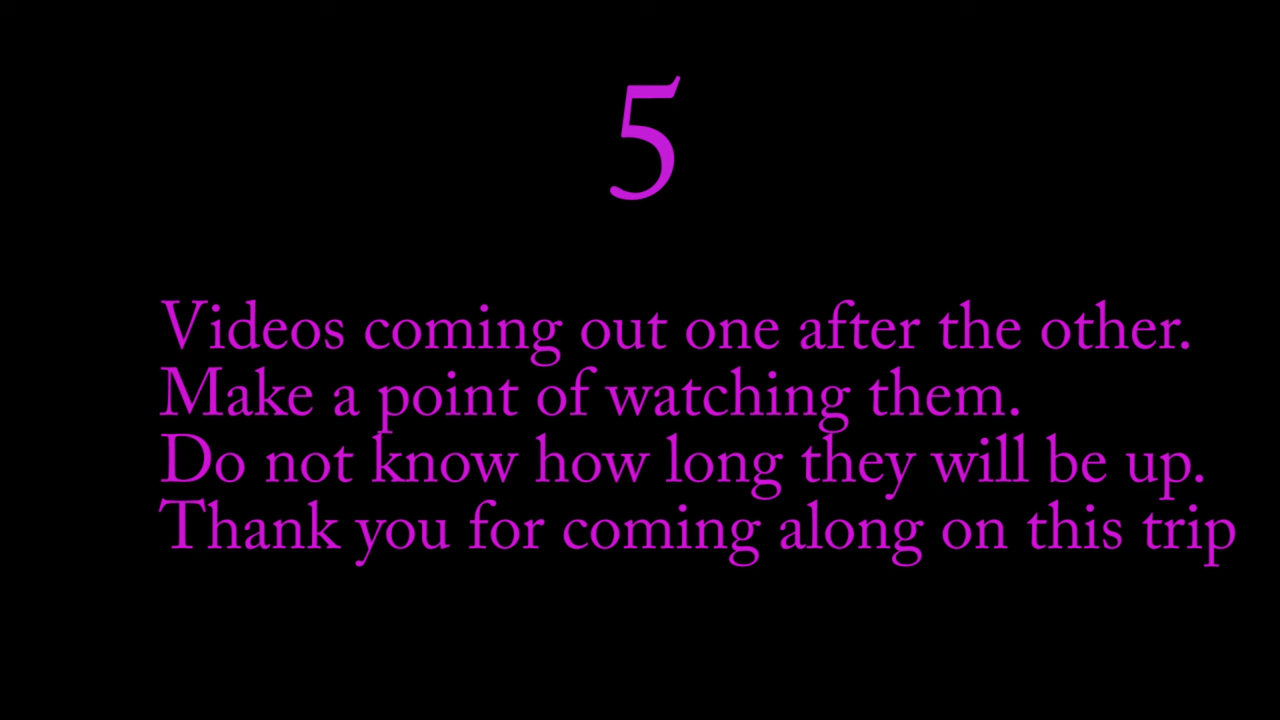 5
Videos coming out one after the other.
Make a point of watching them.
Do not know how long they will be up.
Thank you for coming along on this trip